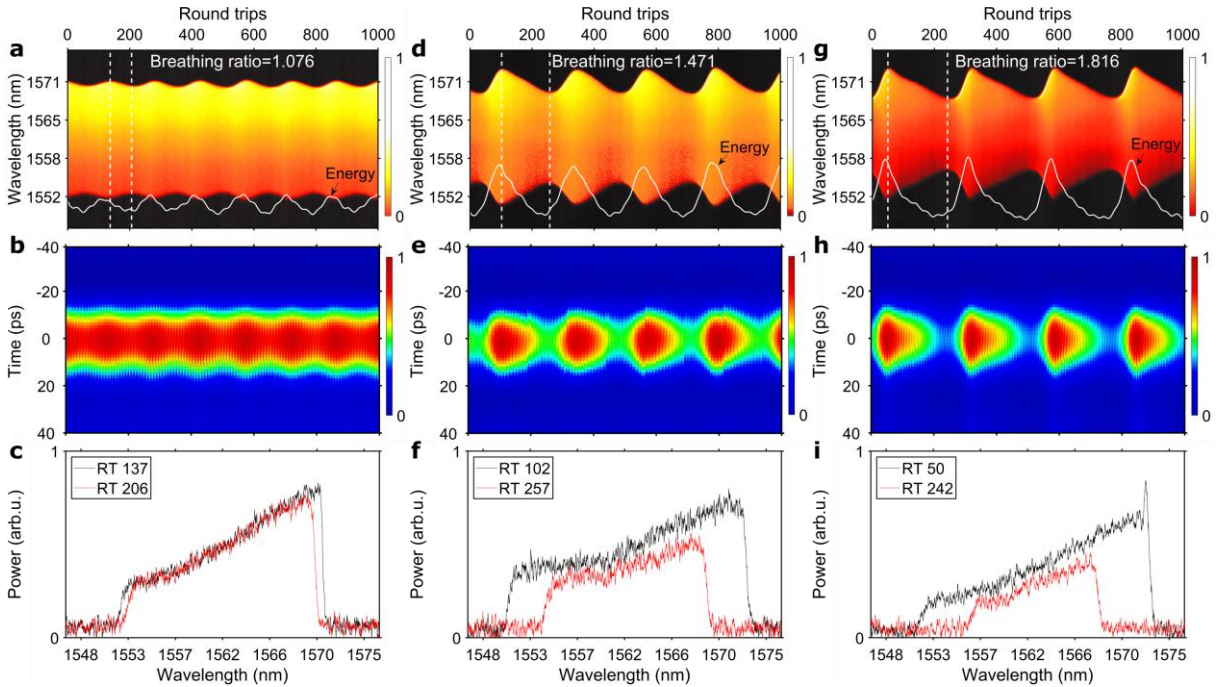 Round trips
Round trips
Round trips
a
0 200 400 600 800 1000
d
0 200 400 600 800 1000
g
0 200 400 600 800 1000
Breathing ratio=1.076
Breathing ratio=1.471
Breathing ratio=1.816
Wavelength (nm)
1571
1565
1558
1552
Energy
1
0
Wavelength (nm)
1571
1565
1558
1552
Energy
1
0
Wavelength (nm)
1571
1565
1558
1552
Energy
1
0
b
Time (ps)
-40
-20
0
20
40
1
0
e
Time (ps)
-40
-20
0
20
40
1
0
h
Time (ps)
-40
-20
0
20
40
1
0
c
Power (arb.u.)
1
0
RT 137
RT 206
1548 1553 1557 1562 1566 1570 1575
Wavelength (nm)
f
Power (arb.u.)
1
0
RT 102
RT 257
1548 1553 1557 1562 1566 1570 1575
Wavelength (nm)
i
Power (arb.u.)
1
0
RT 50
RT 242
1548 1553 1557 1562 1566 1570 1575
Wavelength (nm)